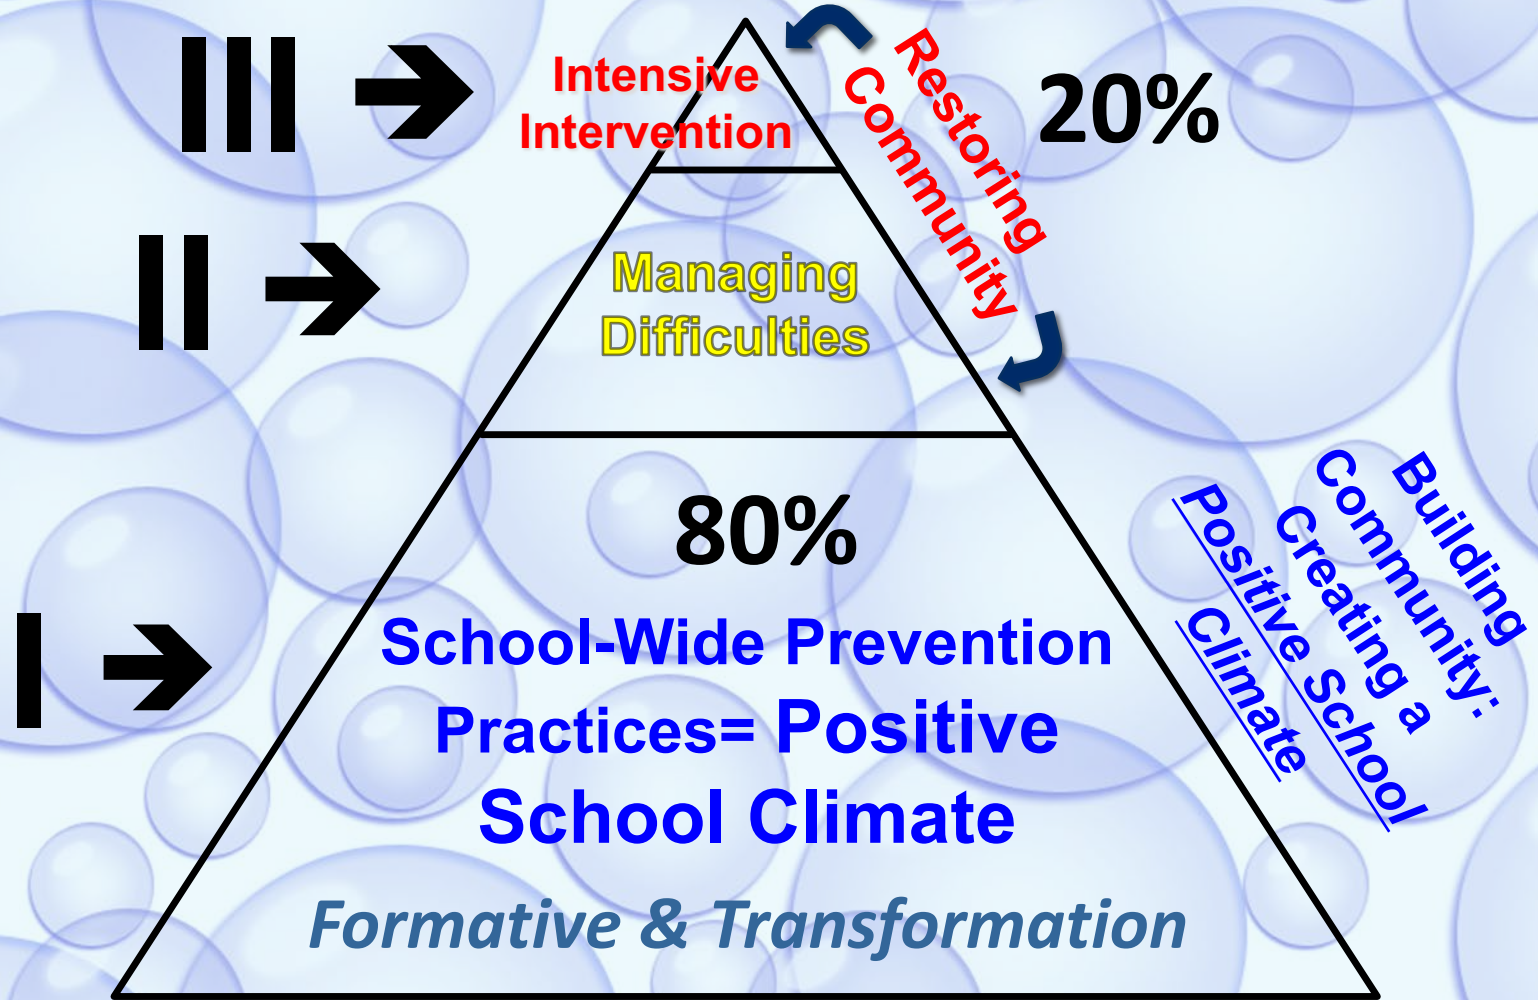 III
Intensive
Intervention
Restoring
Community
20%
II
Managing
Difficulties
80%
I
School-Wide Prevention
Practices= Positive
School Climate
Formative & Transformation
Building
Community:
Creating a
Positive School
Climate